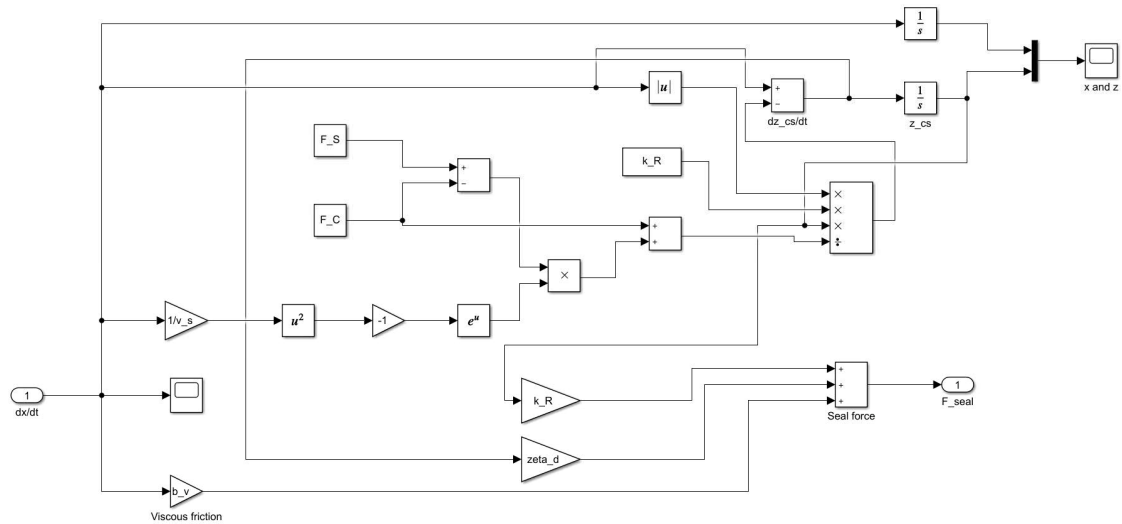 1
s
x and z
|u|
+
−
dz_cs/dt
1
s
z_cs
F_S
+
−
k_R
×
×
×
÷
F_C
+
+
×
1/v_s
u²
-1
eᵘ
1
dx/dt
k_R
+
+
+
Seal force
1
F_seal
zeta_d
b_v
Viscous friction